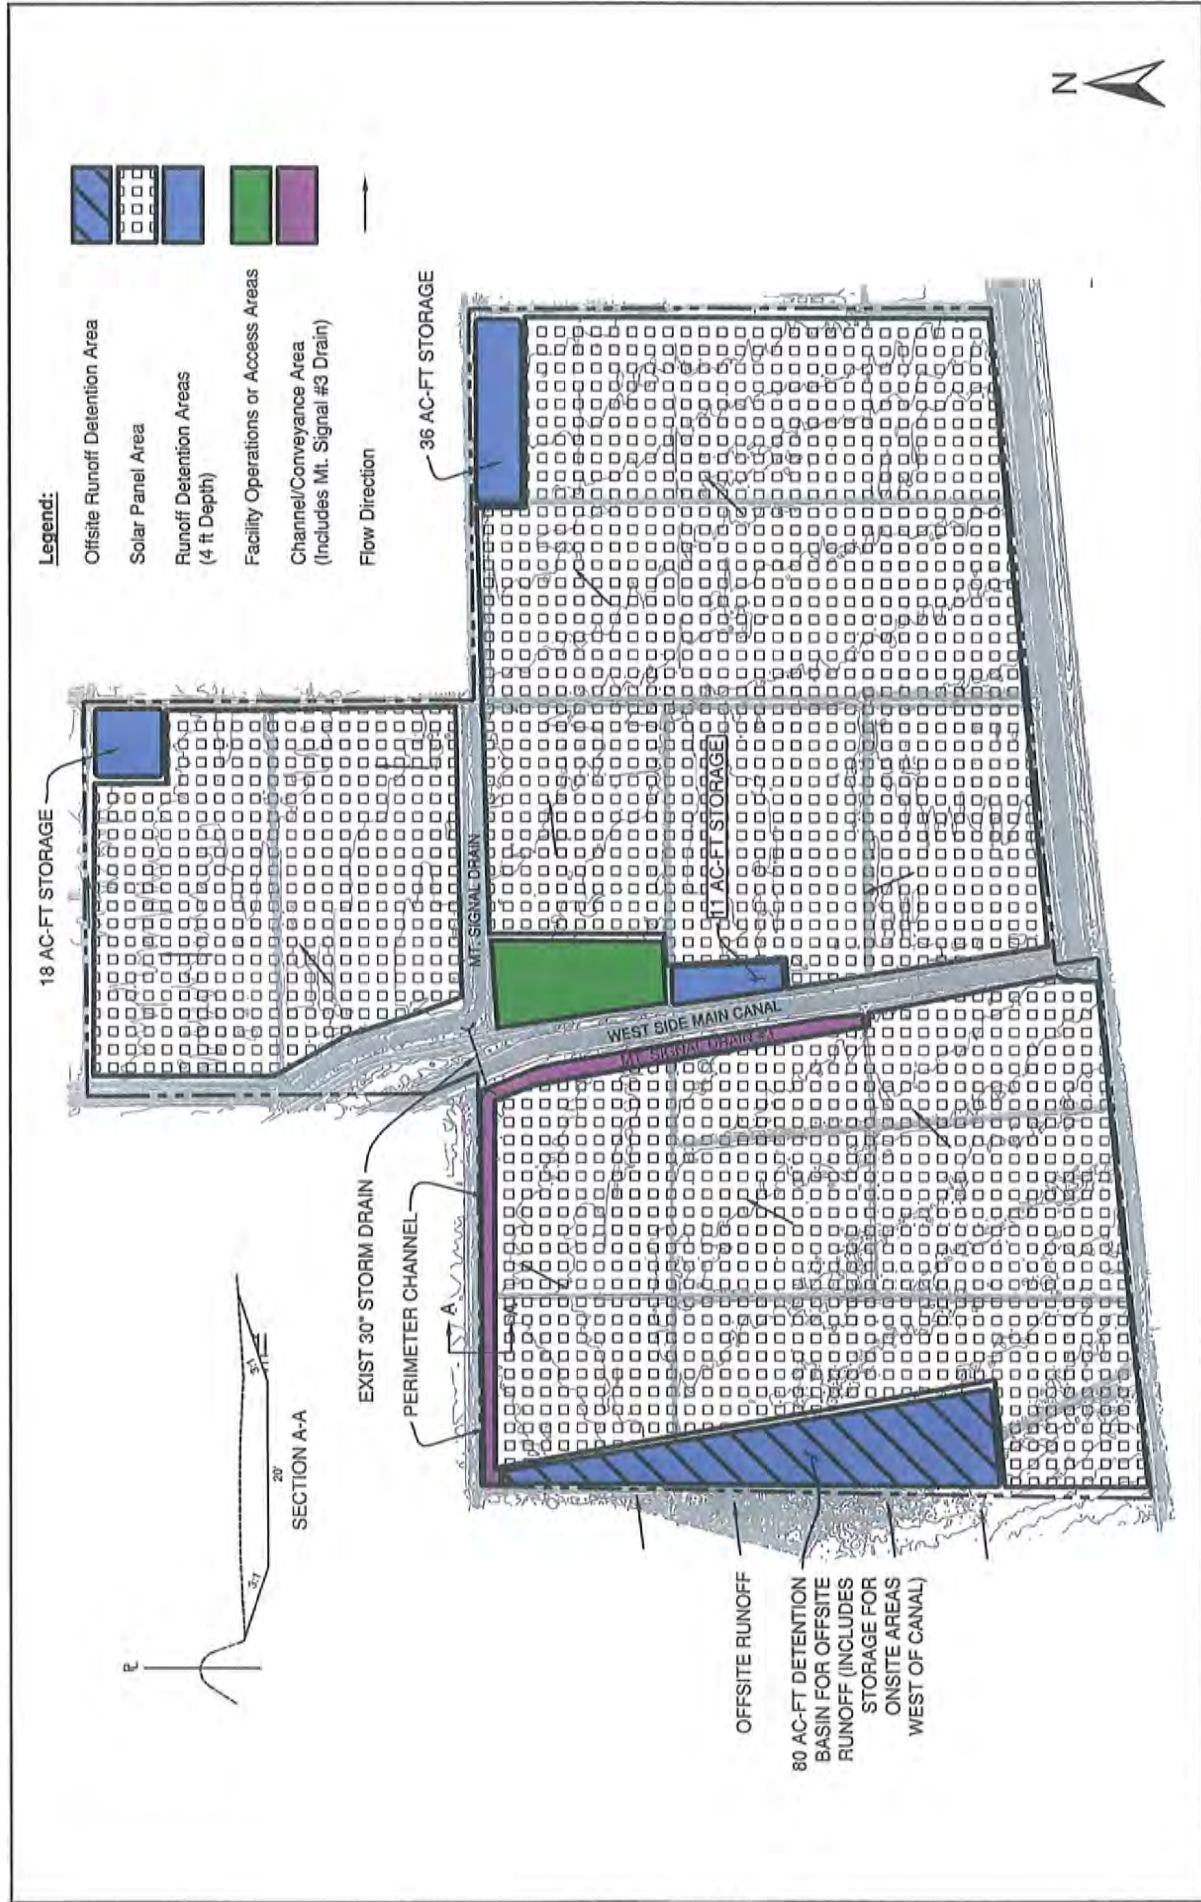 Legend:
Offsite Runoff Detention Area
Solar Panel Area
Runoff Detention Areas
(4 ft Depth)
Facility Operations or Access Areas
Channel/Conveyance Area
(Includes Mt. Signal #3 Drain)
Flow Direction
N
18 AC-FT STORAGE
36 AC-FT STORAGE
MT. SIGNAL DRAIN
11 AC-FT STORAGE
WEST SIDE MAIN CANAL
MT. SIGNAL DRAIN #3
EXIST 30" STORM DRAIN
PERIMETER CHANNEL
A
A
3:1
20'
3:1
SECTION A-A
OFFSITE RUNOFF
80 AC-FT DETENTION
BASIN FOR OFFSITE
RUNOFF (INCLUDES
STORAGE FOR
ONSITE AREAS
WEST OF CANAL)